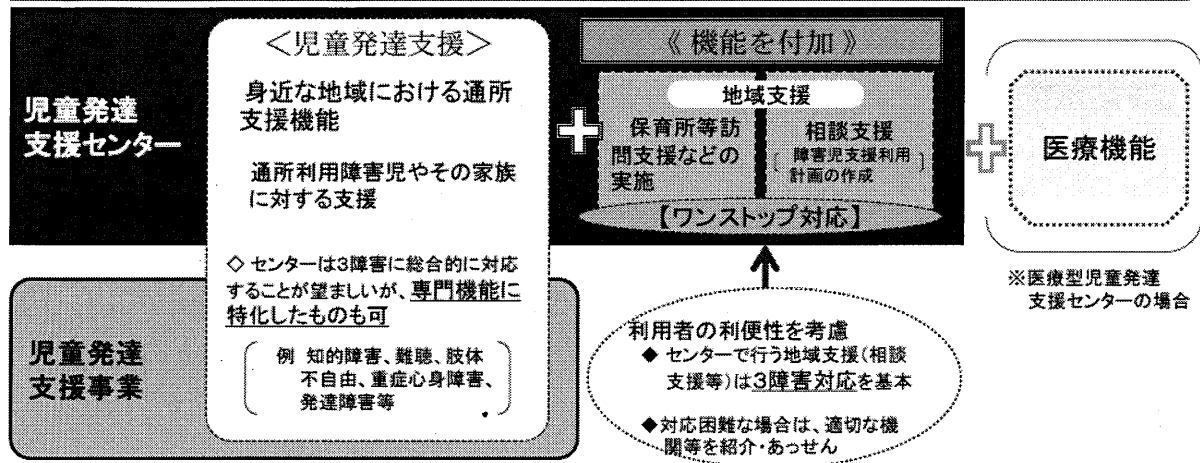 児童発達
支援センター
＜児童発達支援＞
身近な地域における通所
支援機能
通所利用障害児やその家族
に対する支援
◇ センターは３障害に総合的に対応
することが望ましいが、専門機能に
特化したものも可
例 知的障害、難聴、肢体
不自由、重症心身障害、
発達障害等
児童発達
支援事業
＋
《 機能を付加 》
地域支援
保育所等訪
問支援などの
実施
相談支援
[ 障害児支援利用
計画の作成 ]
【ワンストップ対応】
利用者の利便性を考慮
◆ センターで行う地域支援(相談
支援等)は３障害対応を基本
◆対応困難な場合は、適切な機
関等を紹介・あっせん
＋
医療機能
※医療型児童発達
支援センターの場合